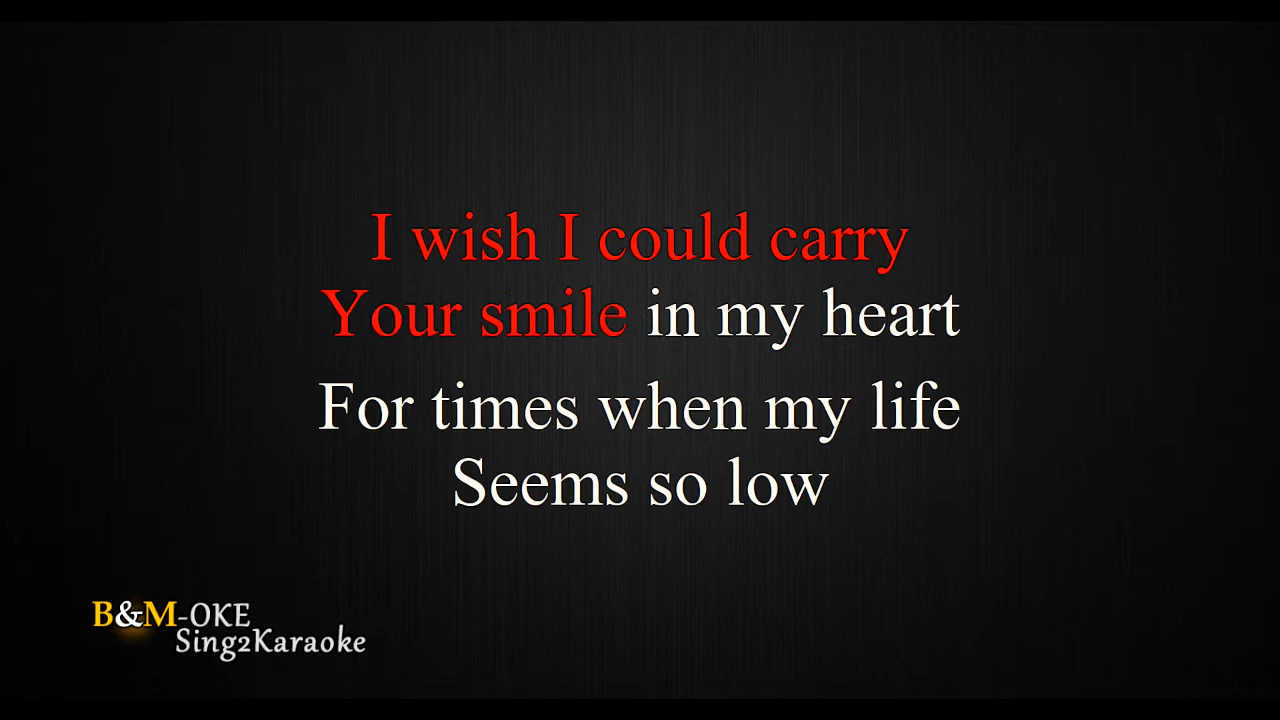 I wish I could carry
Your smile in my heart
For times when my life
Seems so low
B&M-OKE
Sing2Karaoke